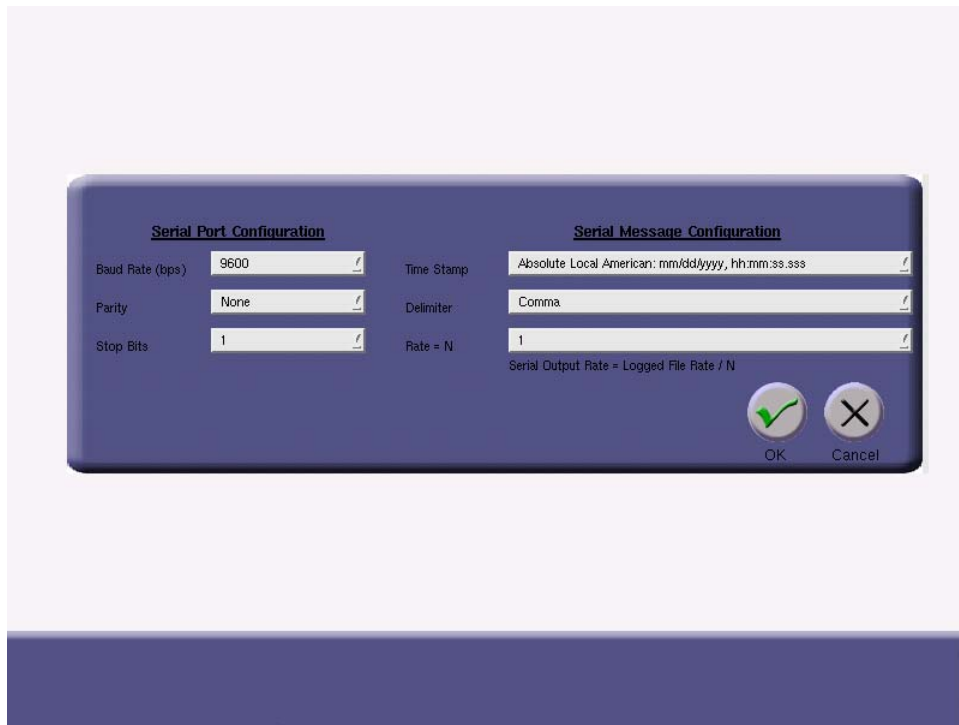 Serial Port Configuration
Baud Rate (bps) 9600
Parity None
Stop Bits 1
Serial Message Configuration
Time Stamp Absolute Local American: mm/dd/yyyy, hh:mm:ss.sss
Delimiter Comma
Rate = N 1
Serial Output Rate = Logged File Rate / N
OK Cancel